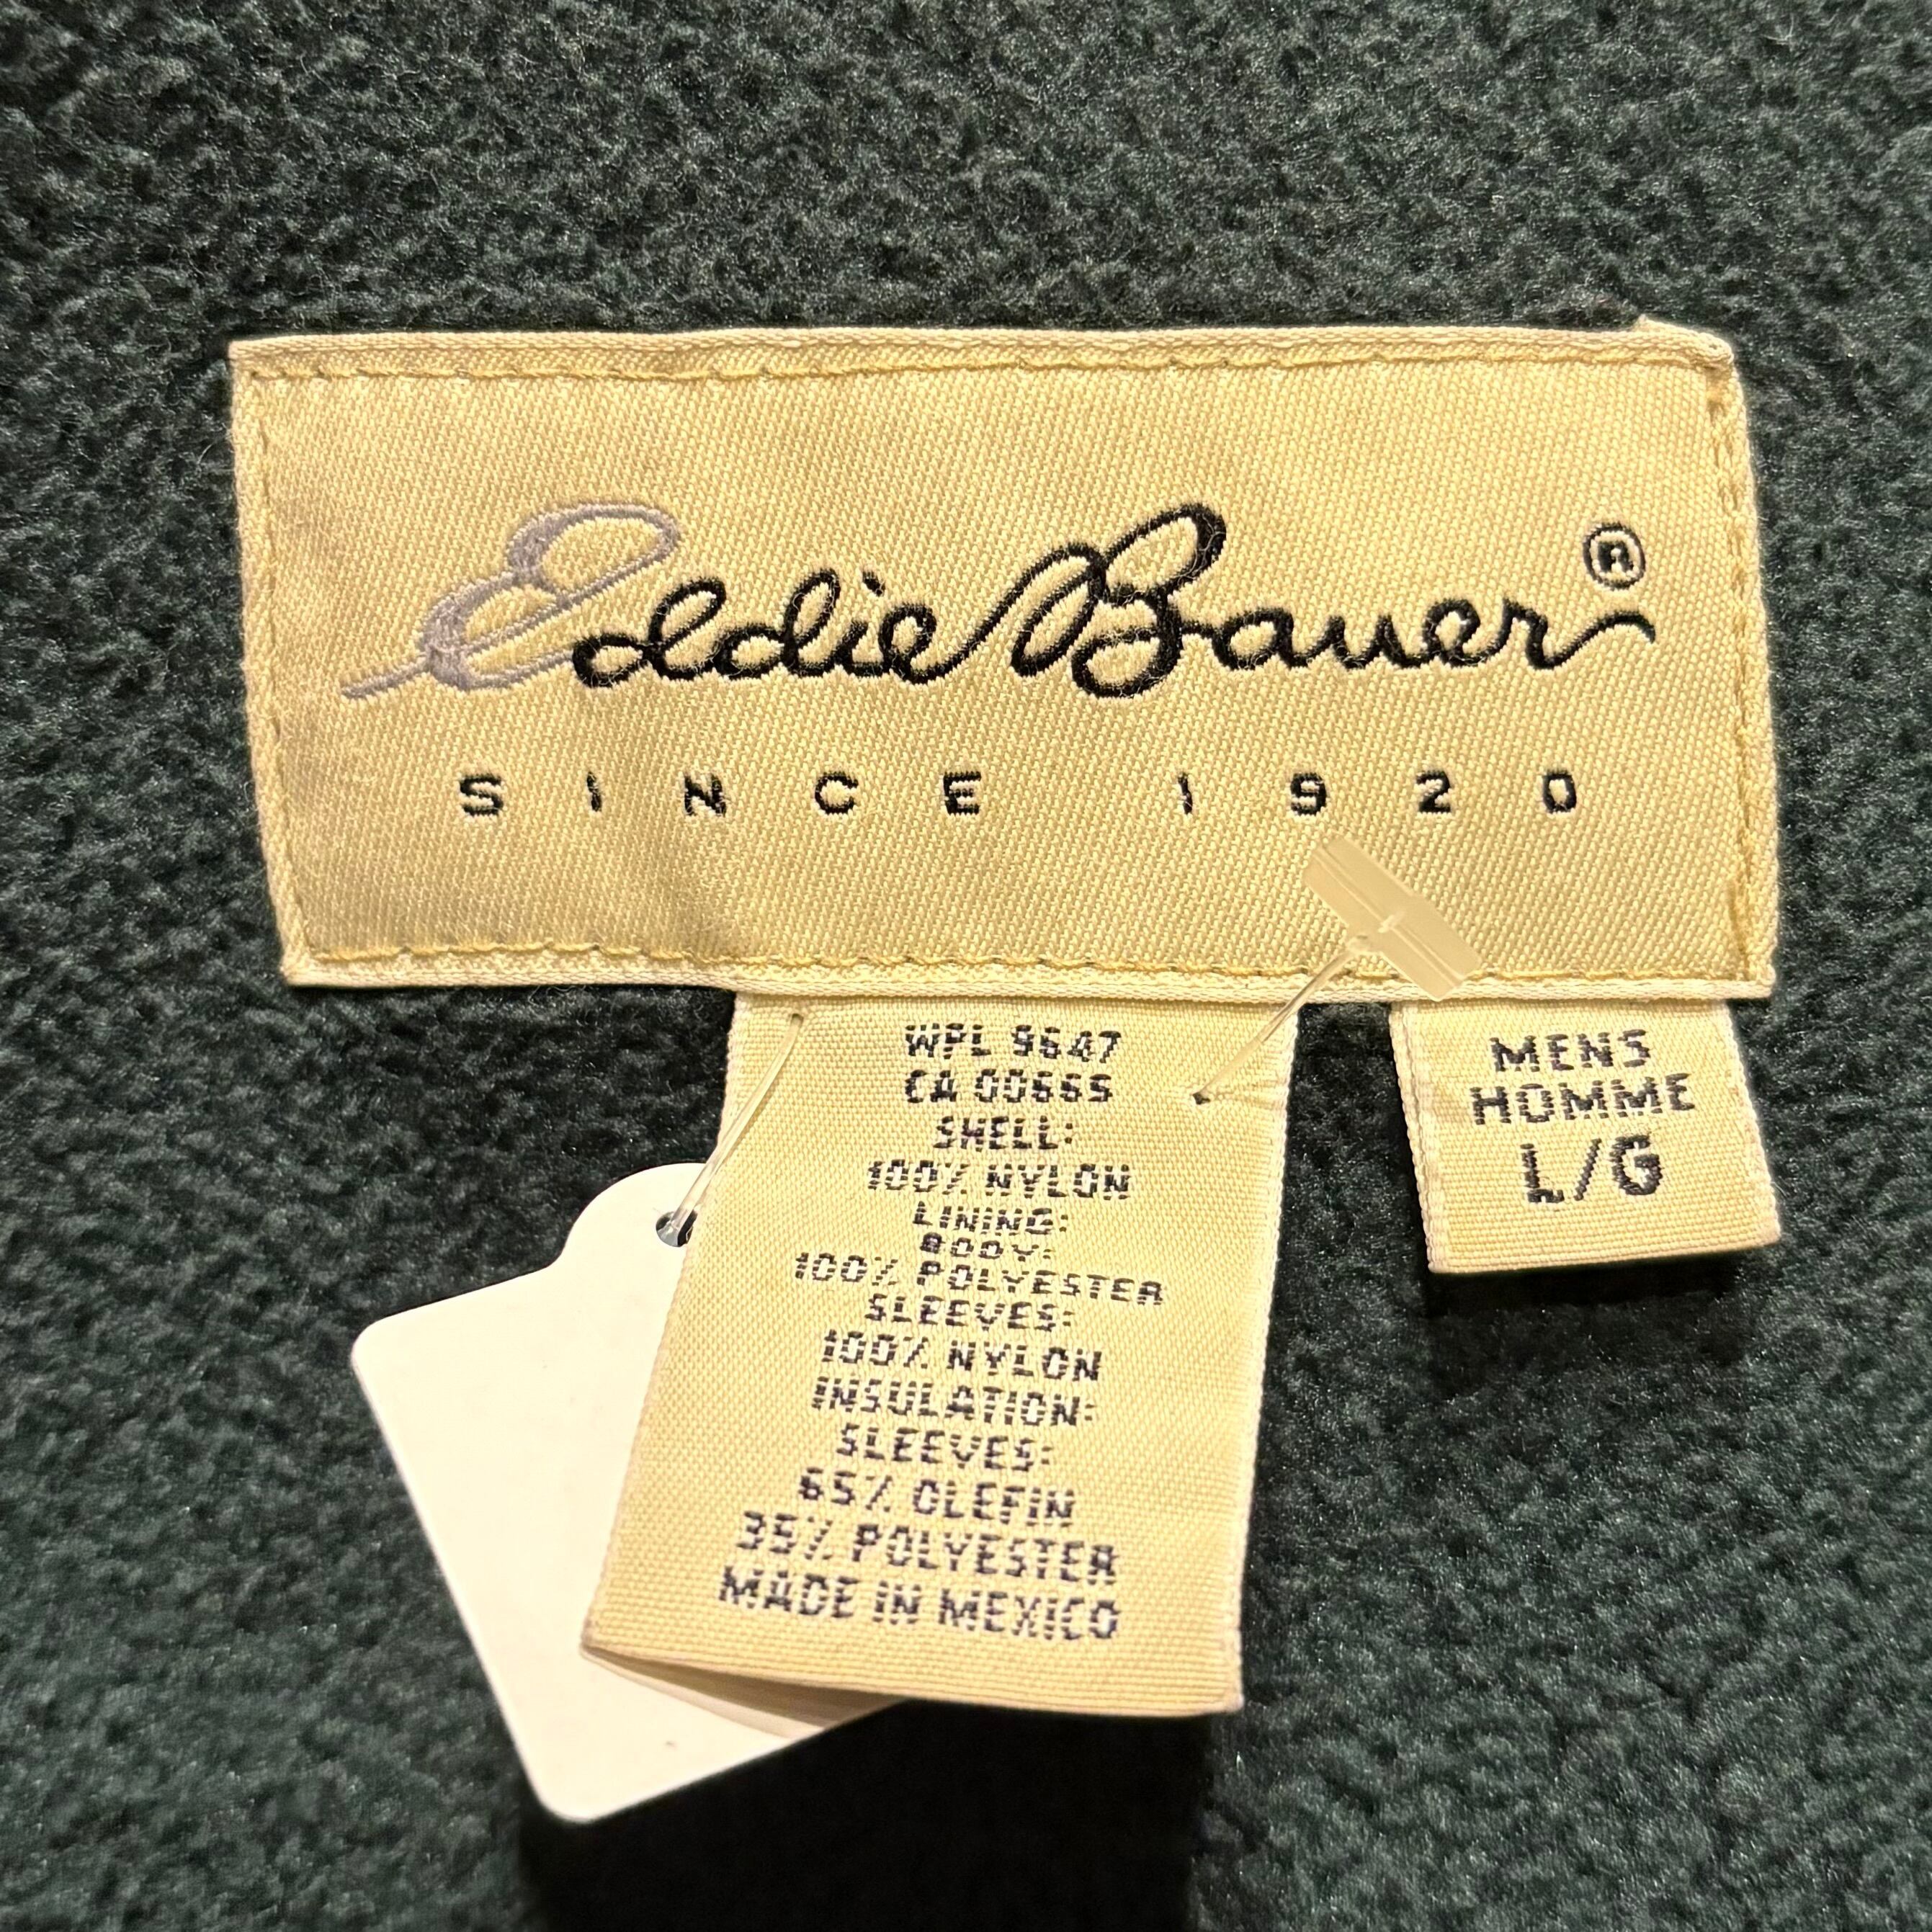 Eddie Bauer®
SINCE 1920
WPL 9647
CA 00669
SHELL:
100% NYLON
LINING:
BODY:
100% POLYESTER
SLEEVES:
100% NYLON
INSULATION:
SLEEVES:
65% OLEFIN
35% POLYESTER
MADE IN MEXICO
MENS
HOMME
L/G